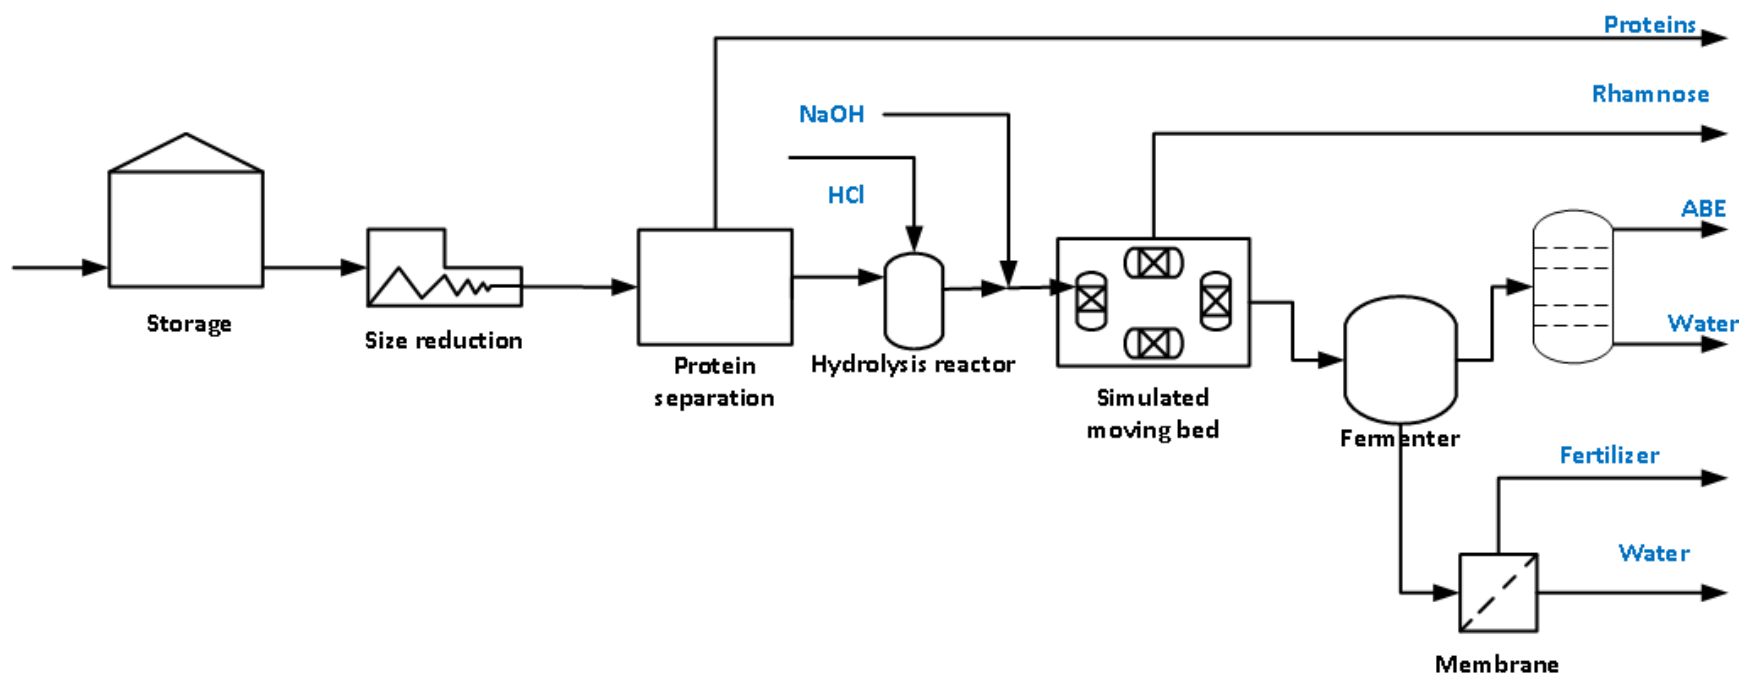 Proteins
Rhamnose
NaOH
HCl
ABE
Water
Storage
Size reduction
Protein
separation
Hydrolysis reactor
Simulated
moving bed
Fermenter
Fertilizer
Water
Membrane